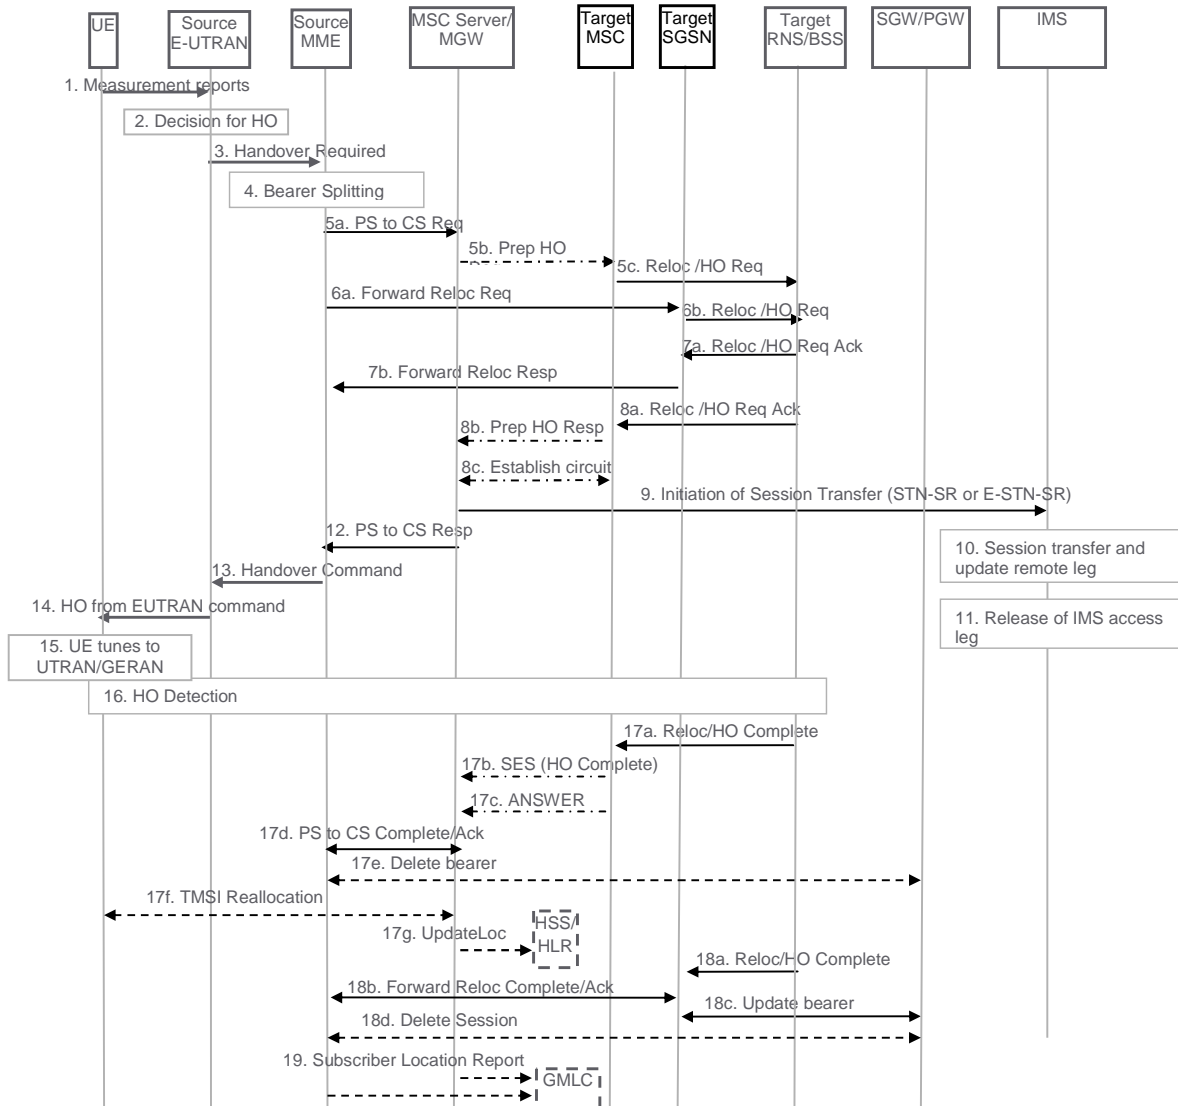 UE
Source
E-UTRAN
Source
MME
MSC Server/
MGW
Target
MSC
Target
SGSN
Target
RNS/BSS
SGW/PGW
IMS
1. Measurement reports
2. Decision for HO
3. Handover Required
4. Bearer Splitting
5a. PS to CS Req
5b. Prep HO
5c. Reloc /HO Req
6a. Forward Reloc Req
6b. Reloc /HO Req
7a. Reloc /HO Req Ack
7b. Forward Reloc Resp
8a. Reloc /HO Req Ack
8b. Prep HO Resp
8c. Establish circuit
9. Initiation of Session Transfer (STN-SR or E-STN-SR)
12. PS to CS Resp
10. Session transfer and
update remote leg
13. Handover Command
14. HO from EUTRAN command
11. Release of IMS access
leg
15. UE tunes to
UTRAN/GERAN
16. HO Detection
17a. Reloc/HO Complete
17b. SES (HO Complete)
17c. ANSWER
17d. PS to CS Complete/Ack
17e. Delete bearer
17f. TMSI Reallocation
HSS/
HLR
17g. UpdateLoc
18a. Reloc/HO Complete
18b. Forward Reloc Complete/Ack
18c. Update bearer
18d. Delete Session
19. Subscriber Location Report
GMLC